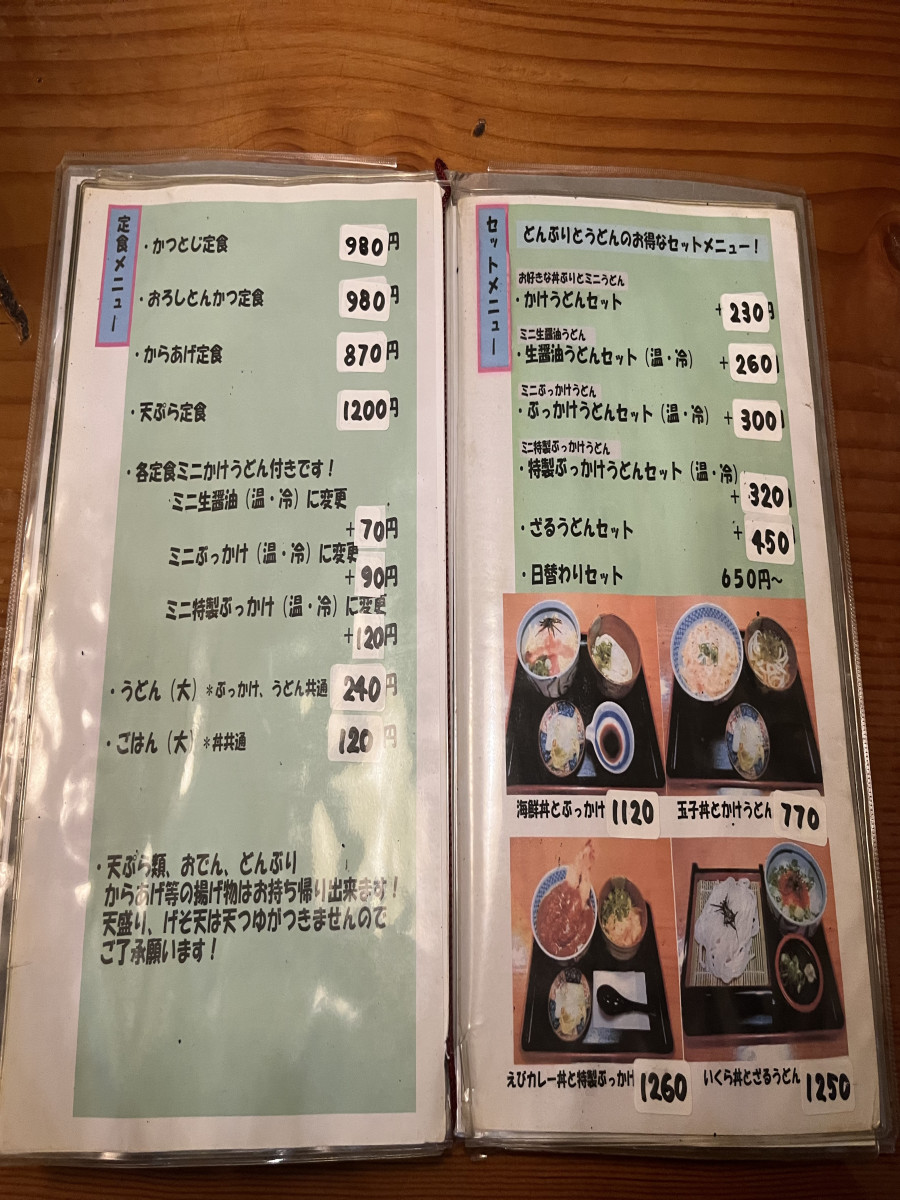 定食メニュー
・かつとじ定食 980円
・おろしとんかつ定食 980円
・からあげ定食 870円
・天ぷら定食 1200円
・各定食ミニかけうどん付きです！
ミニ生醤油（温・冷）に変更
+70円
ミニぶっかけ（温・冷）に変更
+90円
ミニ特製ぶっかけ（温・冷）に変更
+120円
・うどん（大）＊ぶっかけ、うどん共通 240円
・ごはん（大）＊丼共通 120円
・天ぷら類、おでん、どんぶり
からあげ等の揚げ物はお持ち帰り出来ます！
天盛り、げそ天は天つゆがつきませんので
ご了承願います！
セットメニュー
どんぶりとうどんのお得なセットメニュー！
お好きな丼ぶりとミニうどん
・かけうどんセット +230円
ミニ生醤油うどん
・生醤油うどんセット（温・冷） +260
ミニぶっかけうどん
・ぶっかけうどんセット（温・冷） +300
ミニ特製ぶっかけうどん
・特製ぶっかけうどんセット（温・冷）
+320
・ざるうどんセット +450
・日替わりセット 650円～
海鮮丼とぶっかけ 1120
玉子丼とかけうどん 770
えびカレー丼と特製ぶっかけ 1260
いくら丼とざるうどん 1250